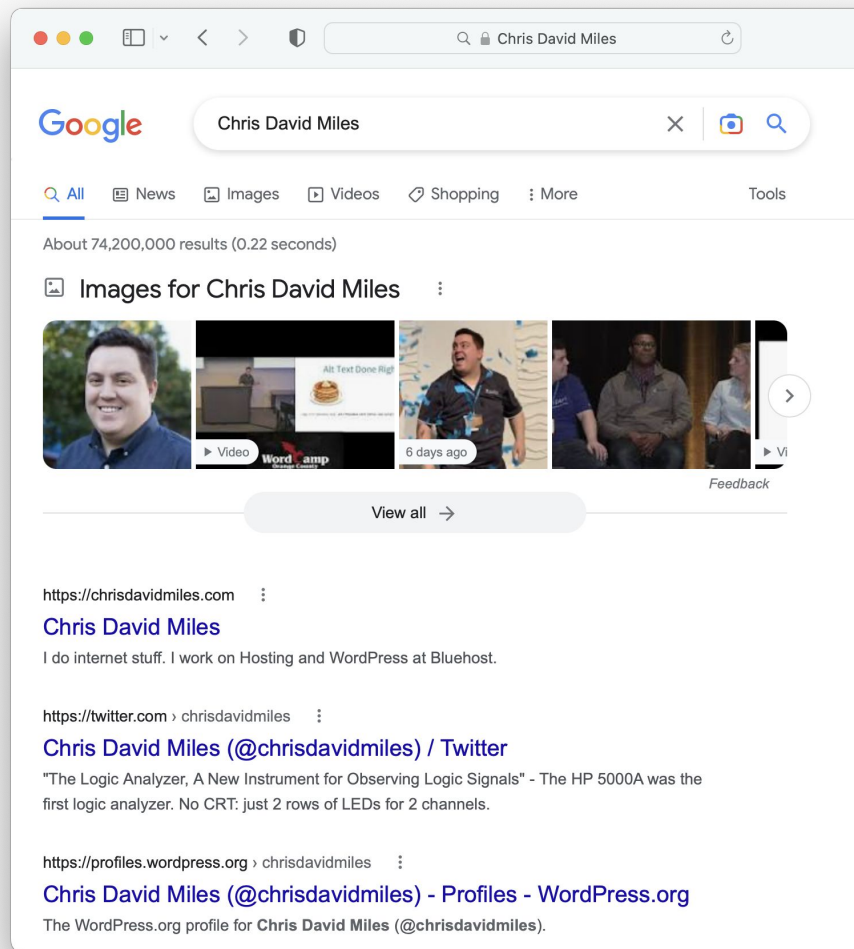 Chris David Miles
Google
Chris David Miles
All News Images Videos Shopping More Tools
About 74,200,000 results (0.22 seconds)
Images for Chris David Miles
Alt Text Done Righ
Video
WordCamp
Orange County
6 days ago
Vi
Feedback
View all
https://chrisdavidmiles.com
Chris David Miles
I do internet stuff. I work on Hosting and WordPress at Bluehost.
https://twitter.com › chrisdavidmiles
Chris David Miles (@chrisdavidmiles) / Twitter
"The Logic Analyzer, A New Instrument for Observing Logic Signals" - The HP 5000A was the
first logic analyzer. No CRT: just 2 rows of LEDs for 2 channels.
https://profiles.wordpress.org › chrisdavidmiles
Chris David Miles (@chrisdavidmiles) - Profiles - WordPress.org
The WordPress.org profile for Chris David Miles (@chrisdavidmiles).